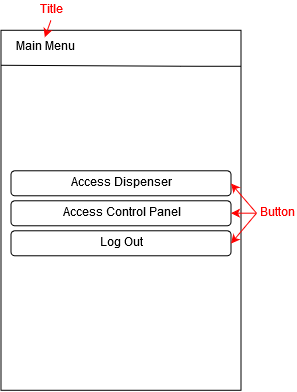 Title
Main Menu
Access Dispenser
Access Control Panel
Button
Log Out